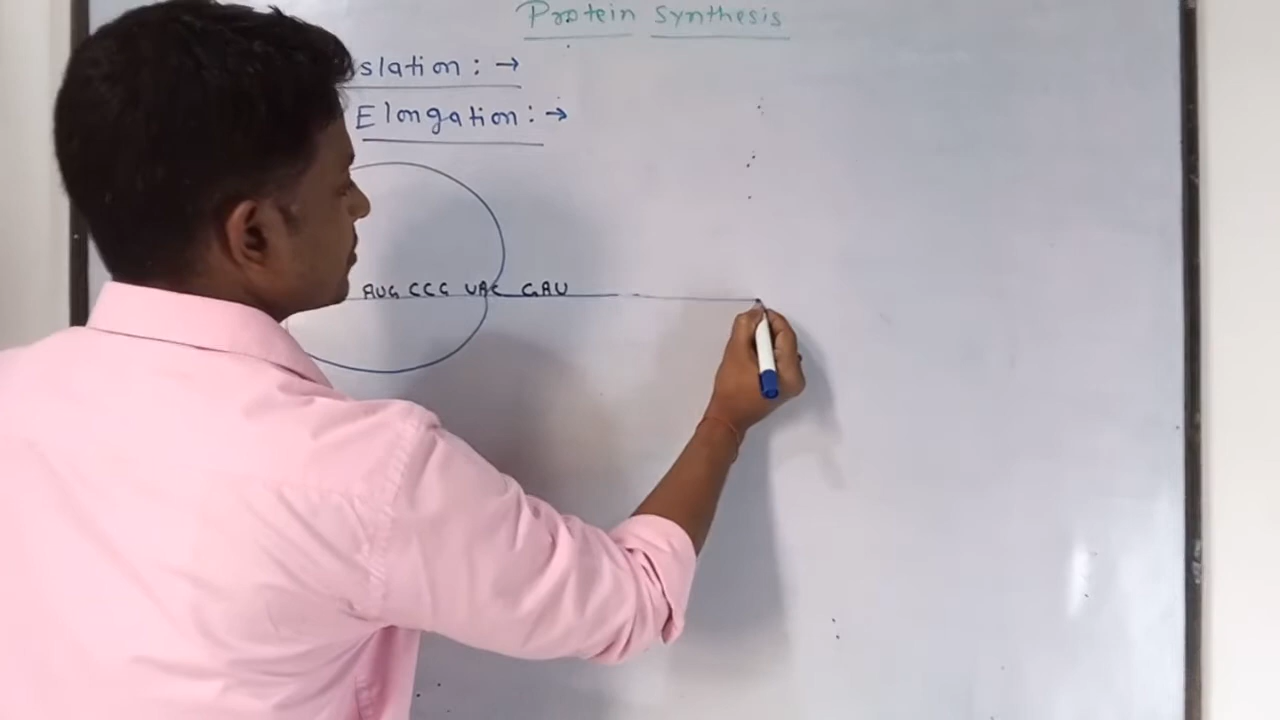 Protein synthesis
slation :→
Elongation :→
AUG CCG UAC GAU